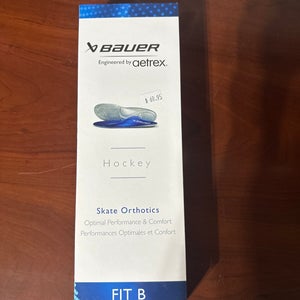 BAUER
Engineered by aetrex.
Hockey
Skate Orthotics
Optimal Performance & Comfort
Performances Optimales et Confort
FIT B